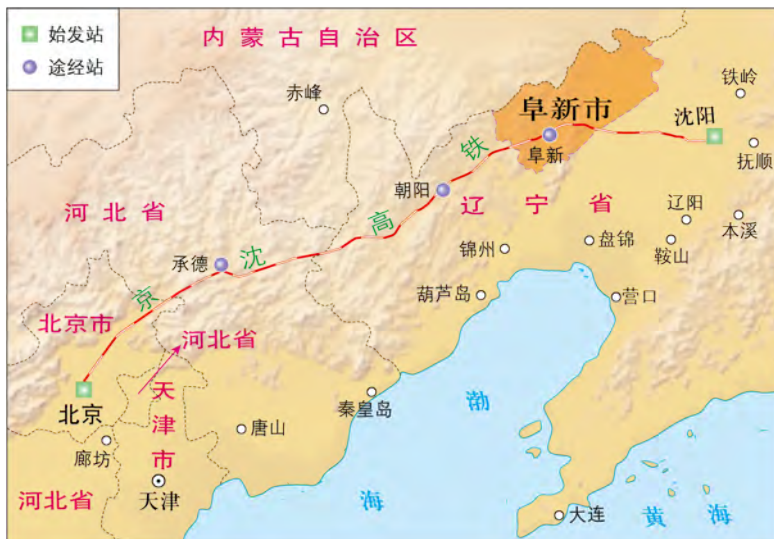 始发站
途经站
内蒙古自治区
赤峰
铁岭
阜新市
沈阳
阜新
抚顺
京沈高铁
朝阳
河北省
辽宁省
辽阳
本溪
锦州
盘锦
鞍山
承德
葫芦岛
营口
北京市
河北省
天津市
北京
秦皇岛
渤海
唐山
廊坊
河北省
天津
大连
黄海